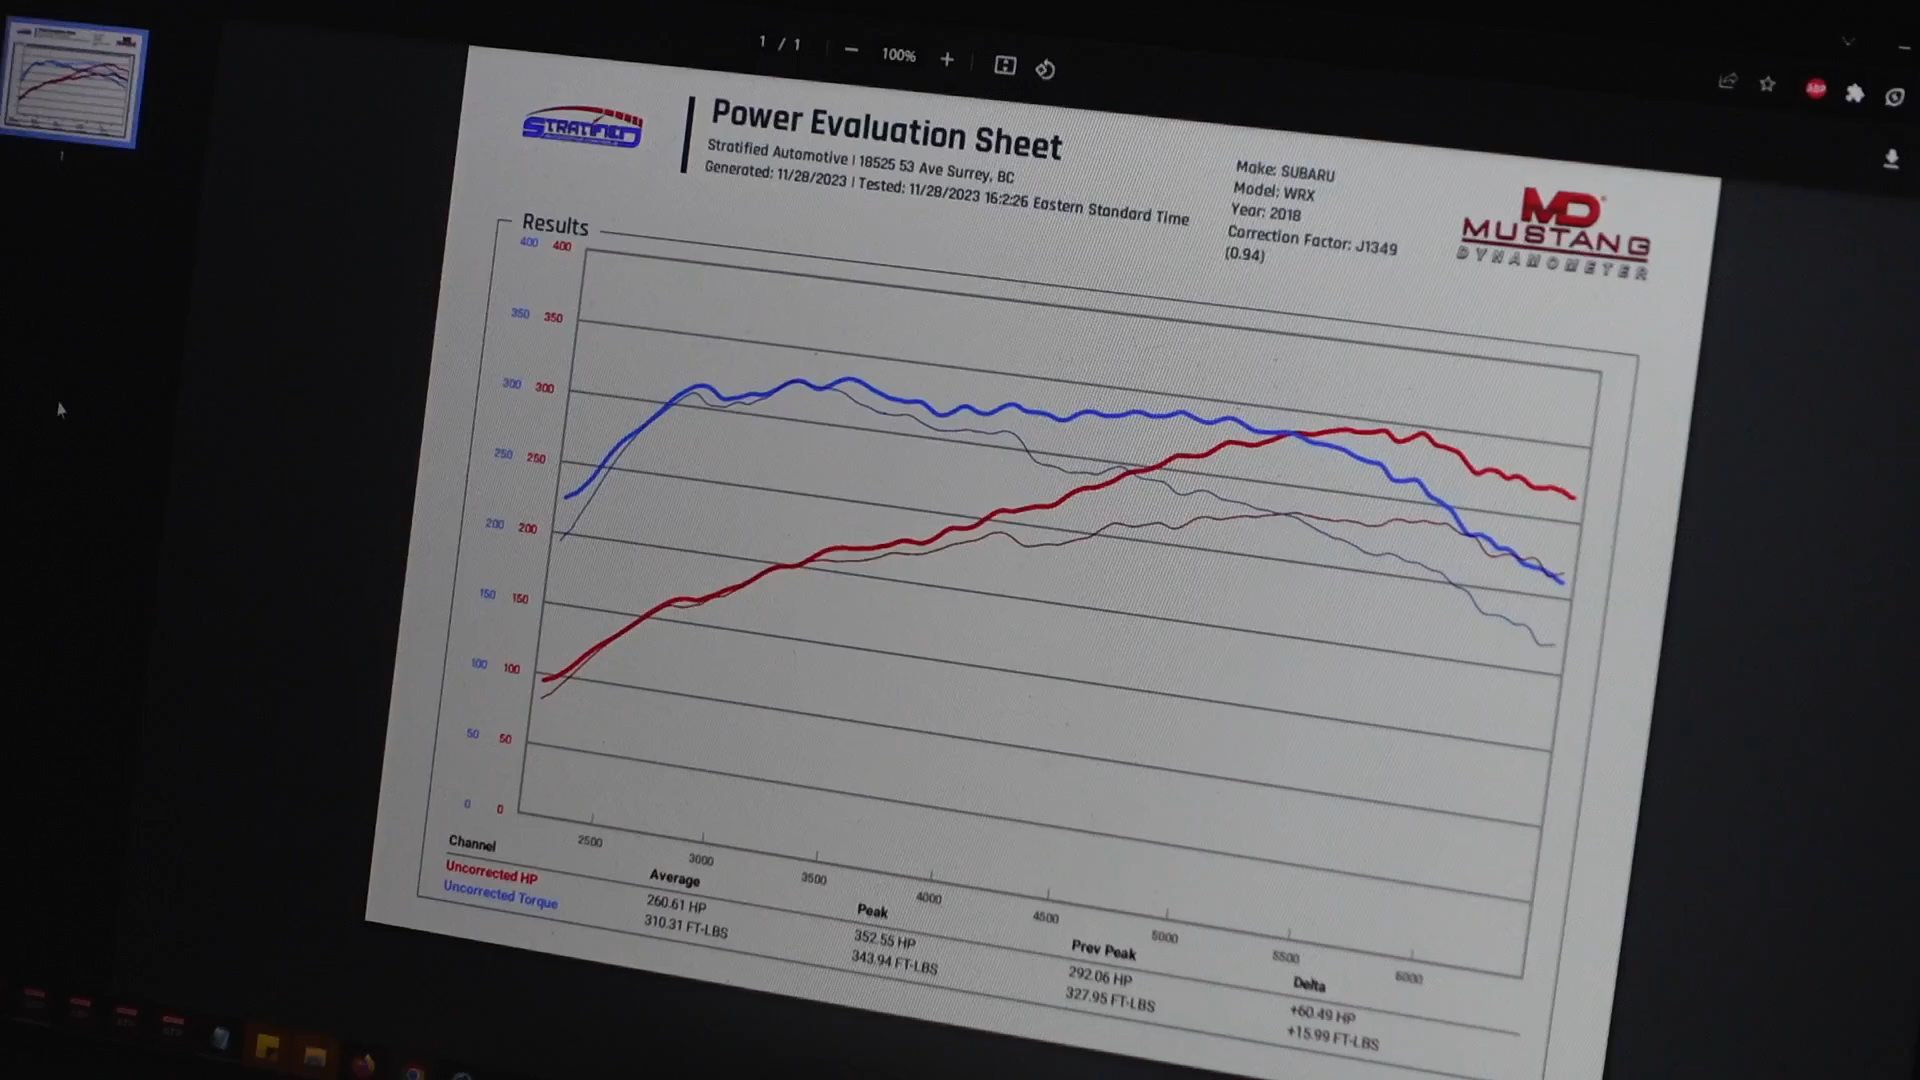 1 / 1
100%
ABP
1
STRATIFIED
Power Evaluation Sheet
Stratified Automotive | 18525 53 Ave Surrey, BC
Generated: 11/28/2023 | Tested: 11/28/2023 16:2:26 Eastern Standard Time
Make: SUBARU
Model: WRX
Year: 2018
Correction Factor: J1349
(0.94)
MD
MUSTANG
DYNAMOMETER
Results
400 400
350 350
300 300
250 250
200 200
150 150
100 100
50 50
0 0
2500 3000 3500 4000 4500 5000 5500 6000
Channel Average Peak Prev Peak Delta
Uncorrected HP 260.61 HP 352.55 HP 292.06 HP +60.49 HP
Uncorrected Torque 310.31 FT-LBS 343.94 FT-LBS 327.95 FT-LBS +15.99 FT-LBS